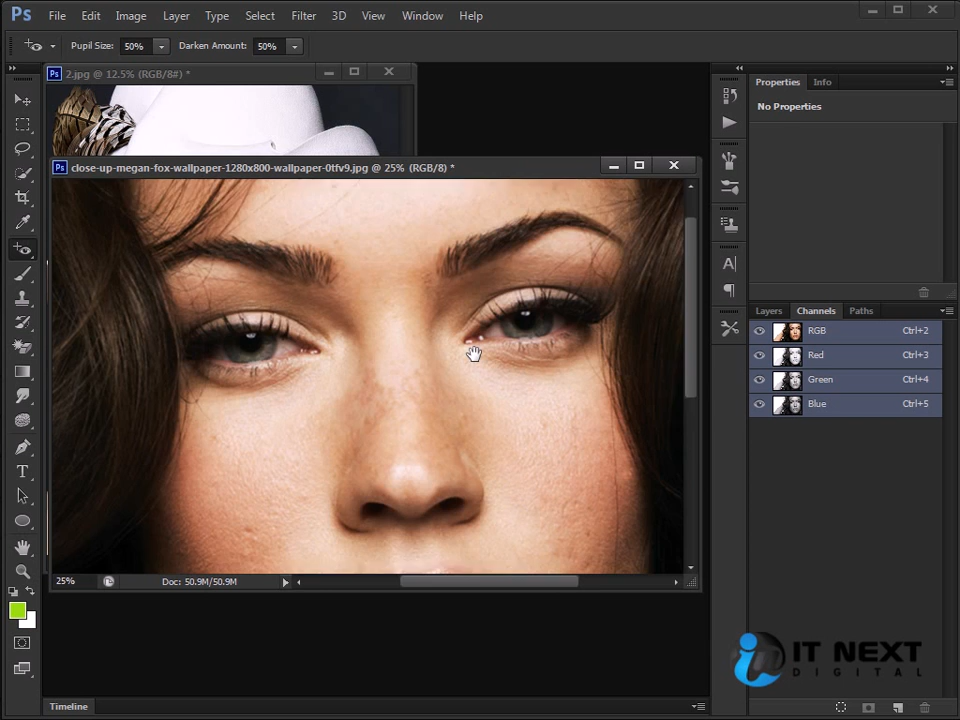 Ps File Edit Image Layer Type Select Filter 3D View Window Help
Pupil Size: 50% Darken Amount: 50%
Ps 2.jpg @ 12.5% (RGB/8#) *
Properties Info
No Properties
Ps close-up-megan-fox-wallpaper-1280x800-wallpaper-0tfv9.jpg @ 25% (RGB/8) *
A|
Layers Channels Paths
RGB Ctrl+2
Red Ctrl+3
Green Ctrl+4
Blue Ctrl+5
T
25% Doc: 50.9M/50.9M
IT NEXT
DIGITAL
Timeline